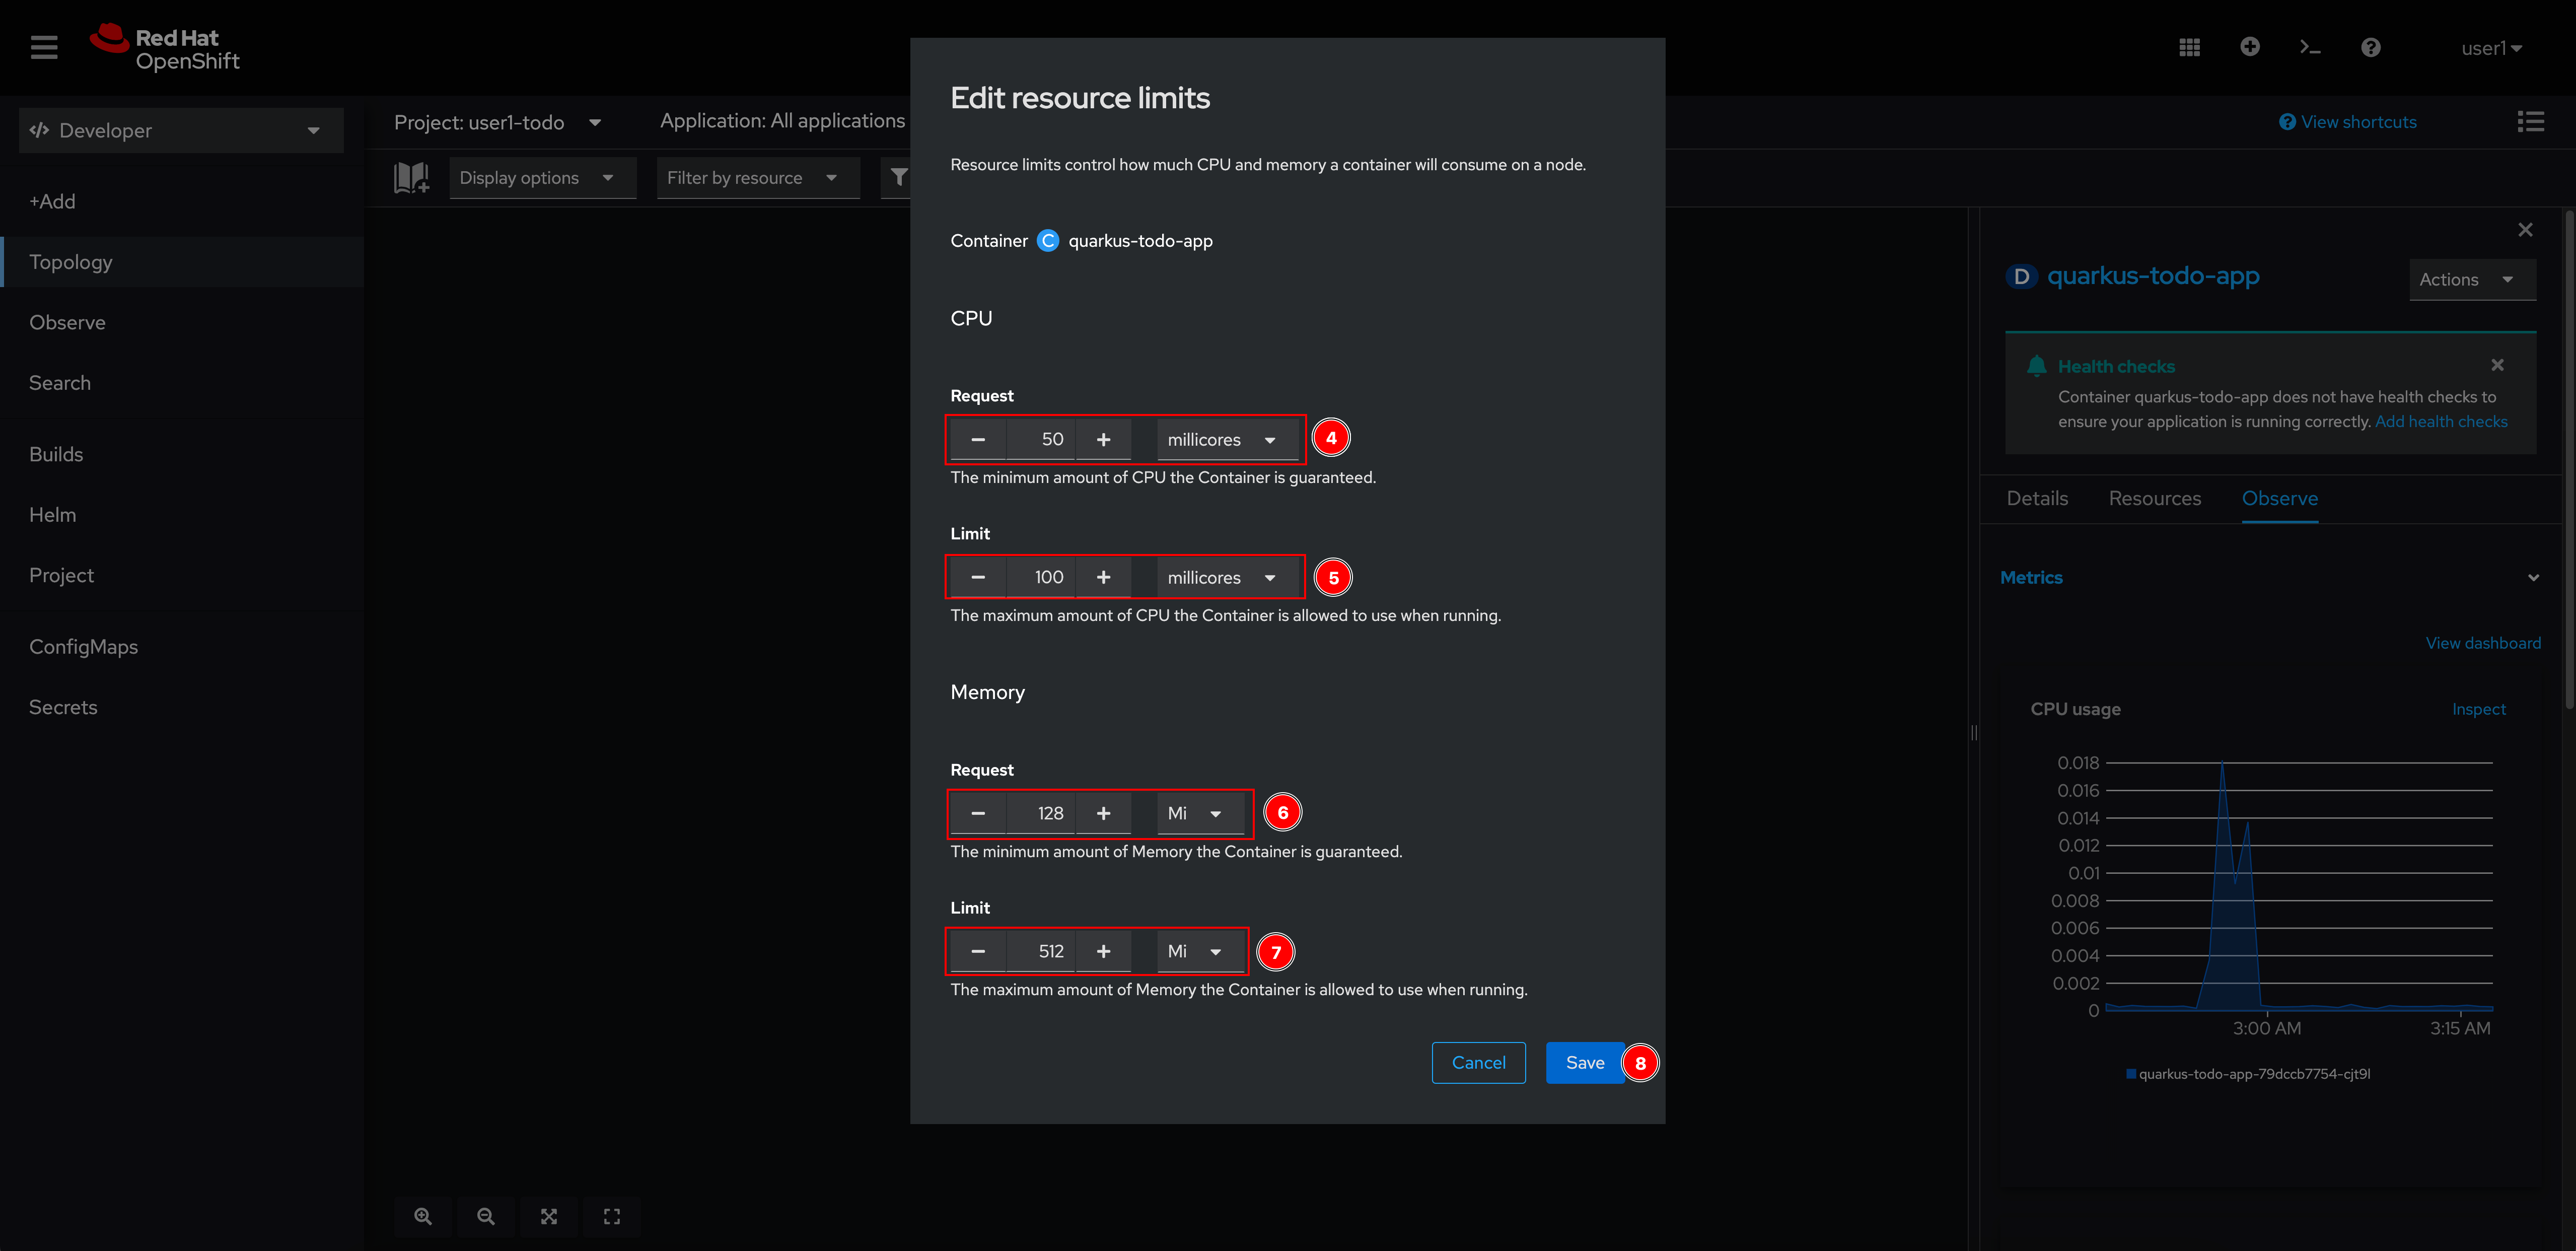 Red Hat
OpenShift
user1
Developer
+Add
Topology
Observe
Search
Builds
Helm
Project
ConfigMaps
Secrets
Project: user1-todo
Application: All applications
View shortcuts
Display options
Filter by resource
Edit resource limits
Resource limits control how much CPU and memory a container will consume on a node.
Container C quarkus-todo-app
CPU
Request
50 millicores 4
The minimum amount of CPU the Container is guaranteed.
Limit
100 millicores 5
The maximum amount of CPU the Container is allowed to use when running.
Memory
Request
128 Mi 6
The minimum amount of Memory the Container is guaranteed.
Limit
512 Mi 7
The maximum amount of Memory the Container is allowed to use when running.
Cancel Save 8
D quarkus-todo-app
Actions
Health checks
Container quarkus-todo-app does not have health checks to
ensure your application is running correctly. Add health checks
Details Resources Observe
Metrics
View dashboard
CPU usage
Inspect
0.018
0.016
0.014
0.012
0.01
0.008
0.006
0.004
0.002
0
3:00 AM 3:15 AM
quarkus-todo-app-79dccb7754-cjt9l